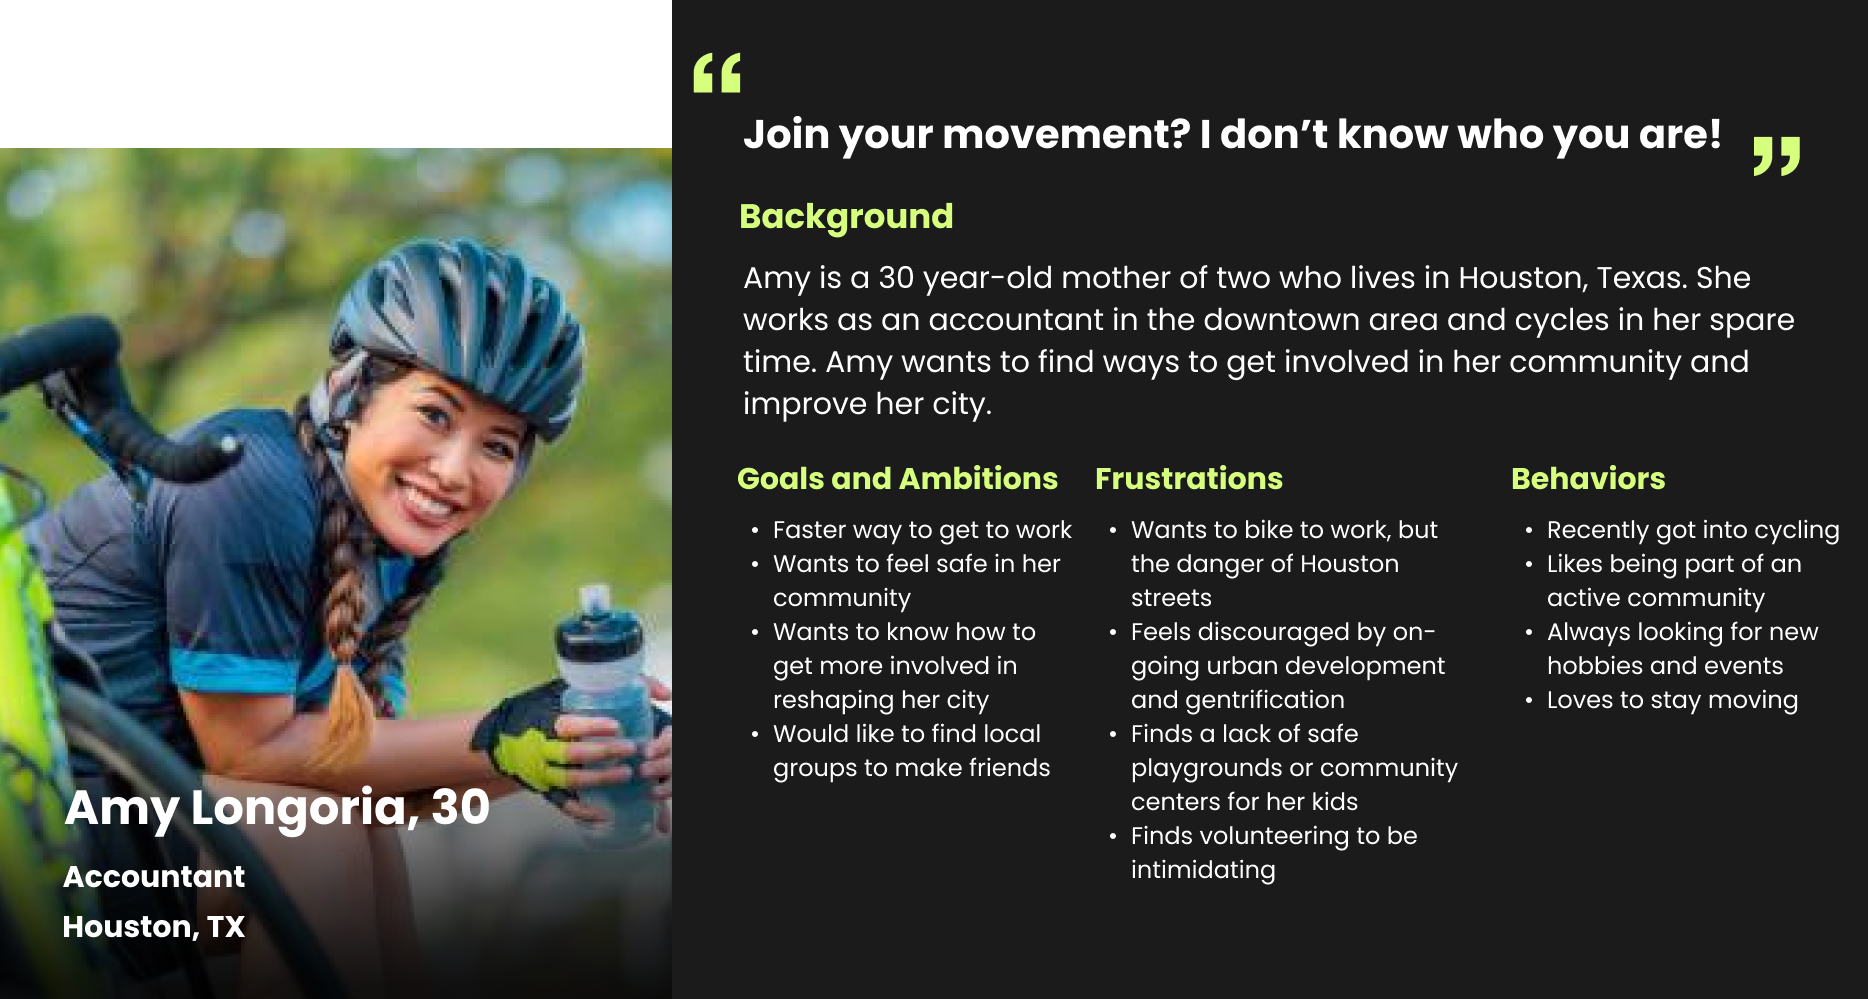 “
Join your movement? I don’t know who you are!
”
Background
Amy is a 30 year-old mother of two who lives in Houston, Texas. She
works as an accountant in the downtown area and cycles in her spare
time. Amy wants to find ways to get involved in her community and
improve her city.
Goals and Ambitions
• Faster way to get to work
• Wants to feel safe in her
community
• Wants to know how to
get more involved in
reshaping her city
• Would like to find local
groups to make friends
Frustrations
• Wants to bike to work, but
the danger of Houston
streets
• Feels discouraged by on-
going urban development
and gentrification
• Finds a lack of safe
playgrounds or community
centers for her kids
• Finds volunteering to be
intimidating
Behaviors
• Recently got into cycling
• Likes being part of an
active community
• Always looking for new
hobbies and events
• Loves to stay moving
Amy Longoria, 30
Accountant
Houston, TX